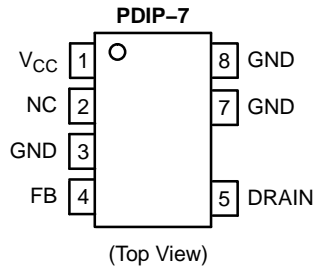 PDIP–7
VCC 1 8 GND
NC 2 7 GND
GND 3
FB 4 5 DRAIN
(Top View)